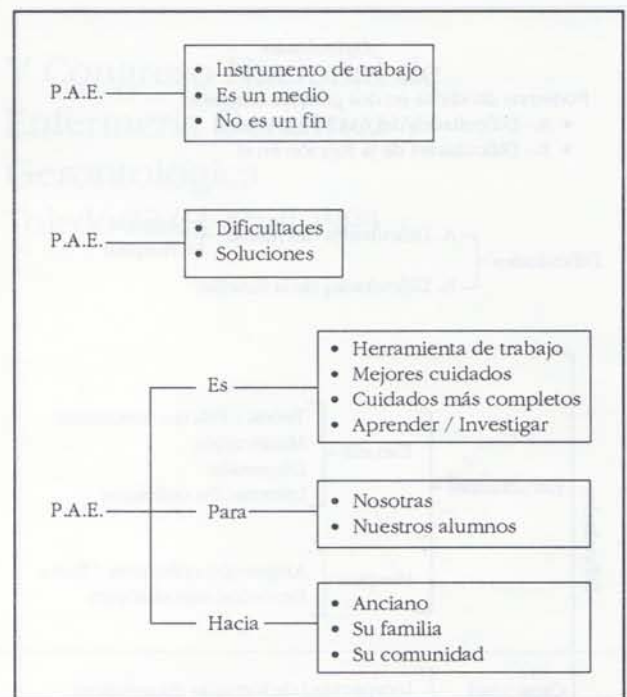 P.A.E.
• Instrumento de trabajo
• Es un medio
• No es un fin
P.A.E.
• Dificultades
• Soluciones
P.A.E.
Es
• Herramienta de trabajo
• Mejores cuidados
• Cuidados más completos
• Aprender / Investigar
Para
• Nosotras
• Nuestros alumnos
Hacia
• Anciano
• Su familia
• Su comunidad